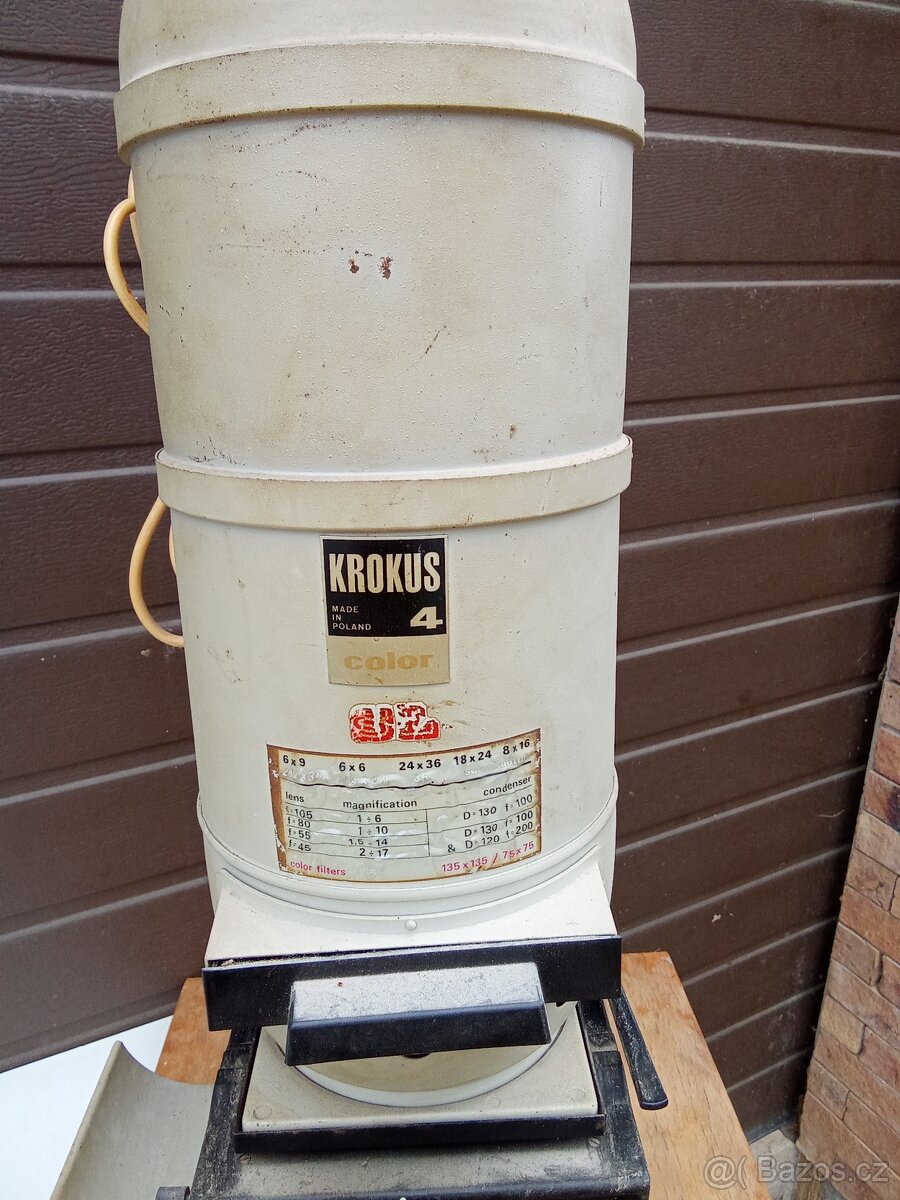 KROKUS
MADE
IN
POLAND
4
color
6x9 6x6 24x36 18x24 8x16
lens magnification condenser
f=105 1÷6 D=130 f=100
f=80 1÷10 D=130 f=100
f=55 1.5÷14 & D=120 f=200
f=45 2÷17
color filters 135x135 / 75x75
@( Bazos.cz